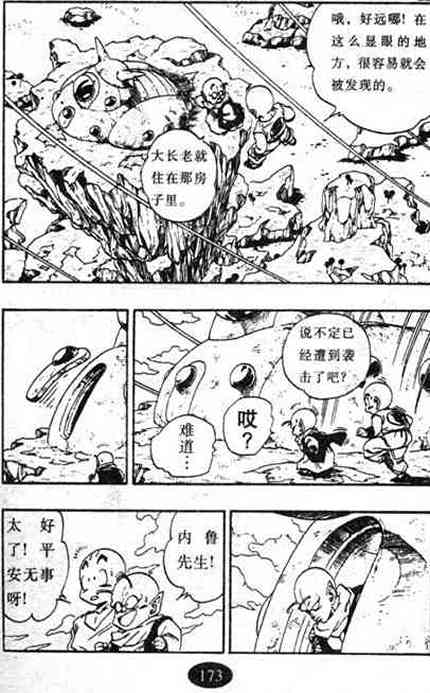 哦，好远哪！在
这么显眼的地
方，很容易就会
被发现的。
大长老就
住在那房
子里。
说不定已
经遭到袭
击了吧？
哎？
难
道…
内鲁
先生！
太好
了！平
安无事
呀！
173